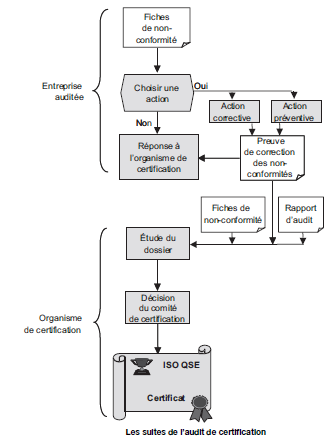 Fiches
de non-
conformité
Entreprise
auditée
Choisir une
action
Oui
Non
Action
corrective
Action
préventive
Réponse à
l'organisme de
certification
Preuve
de correction
des non-
conformités
Fiches de
non-conformité
Rapport
d'audit
Étude du
dossier
Organisme
de certification
Décision
du comité
de certification
ISO QSE
Certificat
Les suites de l'audit de certification